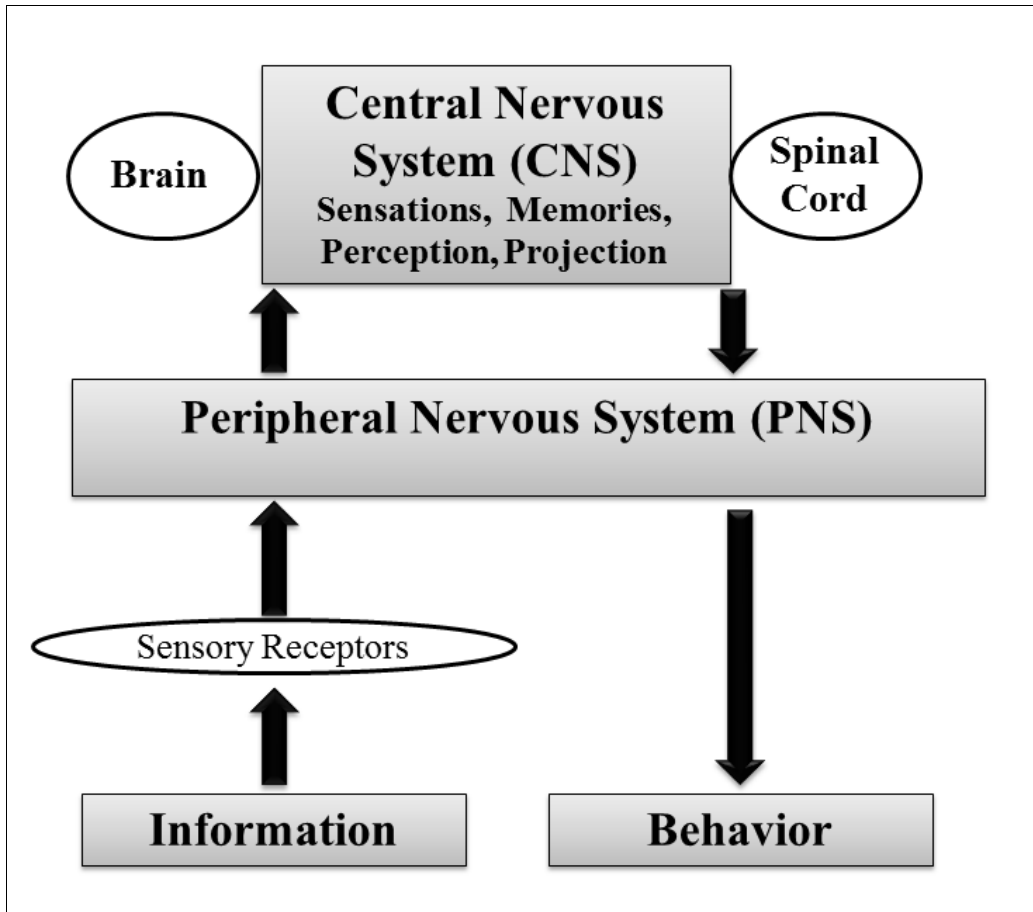 Brain
Central Nervous
System (CNS)
Sensations, Memories,
Perception, Projection
Spinal
Cord
Peripheral Nervous System (PNS)
Sensory Receptors
Information
Behavior